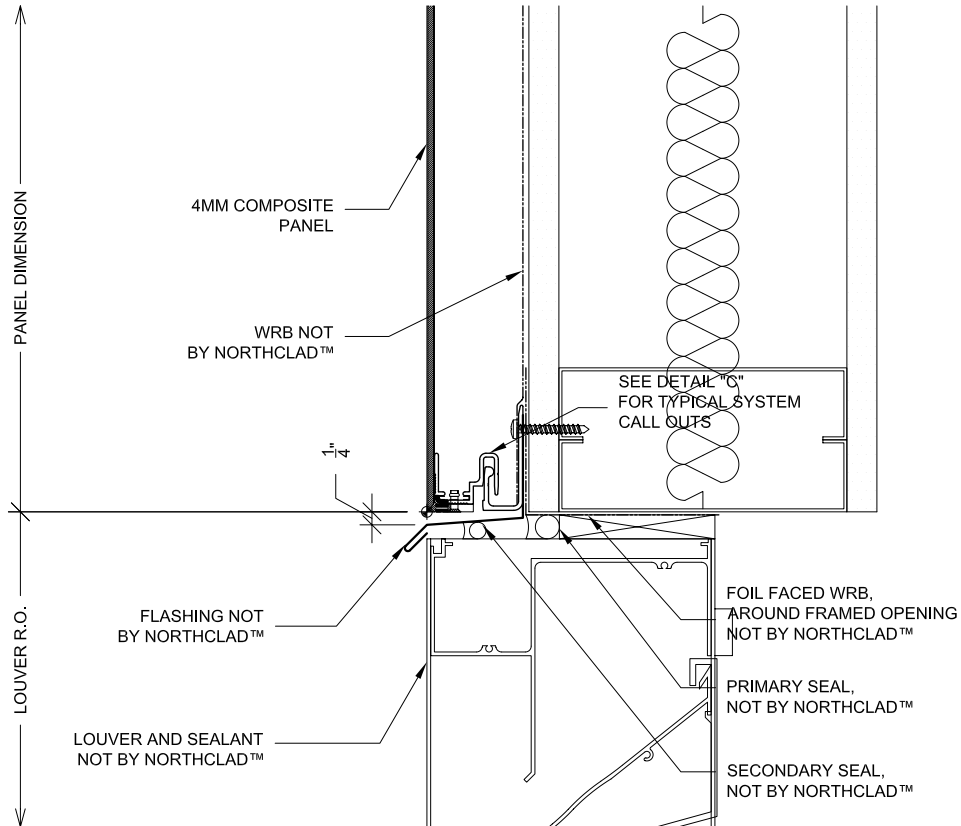 PANEL DIMENSION
4MM COMPOSITE
PANEL
WRB NOT
BY NORTHCLAD™
SEE DETAIL "C"
FOR TYPICAL SYSTEM
CALL OUTS
1"
4
FLASHING NOT
BY NORTHCLAD™
LOUVER R.O.
LOUVER AND SEALANT
NOT BY NORTHCLAD™
FOIL FACED WRB,
AROUND FRAMED OPENING
NOT BY NORTHCLAD™
PRIMARY SEAL,
NOT BY NORTHCLAD™
SECONDARY SEAL,
NOT BY NORTHCLAD™